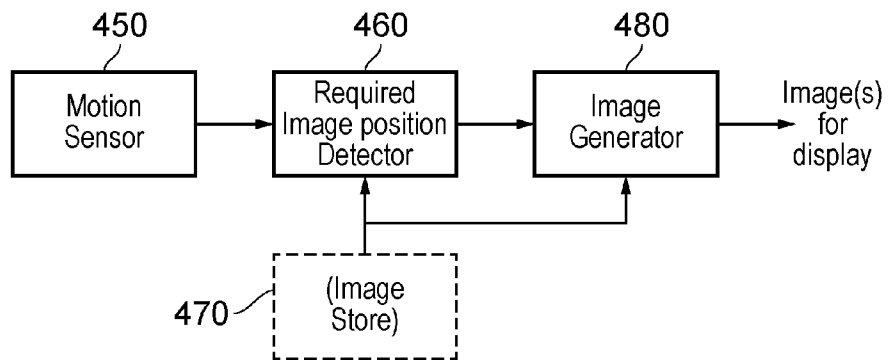 450
460
480
Motion
Sensor
Required
Image position
Detector
Image
Generator
Image(s)
for
display
470
(Image
Store)